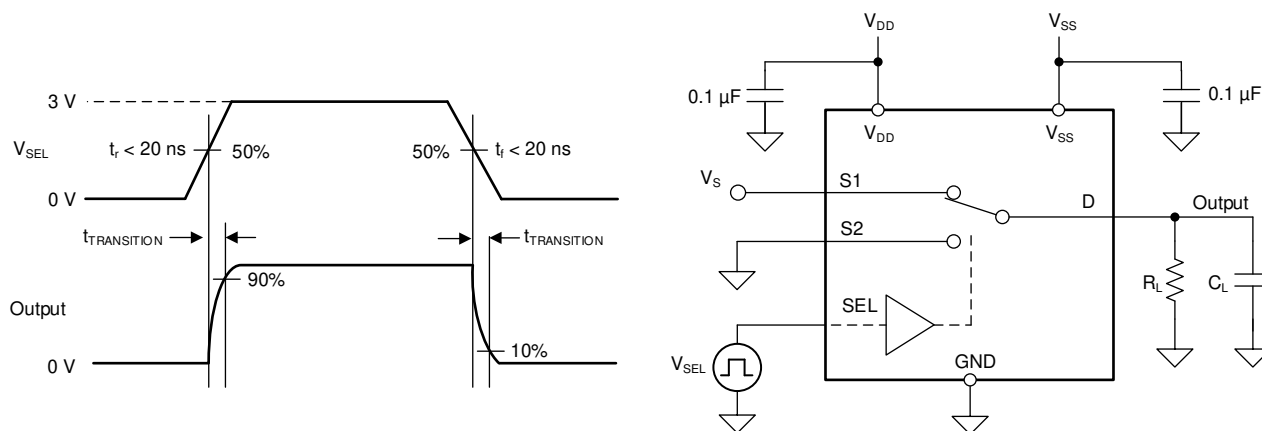 3 V
V_SEL
t_r < 20 ns
50%
50%
t_f < 20 ns
0 V
t_TRANSITION
t_TRANSITION
90%
Output
10%
0 V
V_DD
V_SS
0.1 µF
0.1 µF
V_DD
V_SS
V_S
S1
D
Output
S2
R_L
C_L
SEL
V_SEL
GND